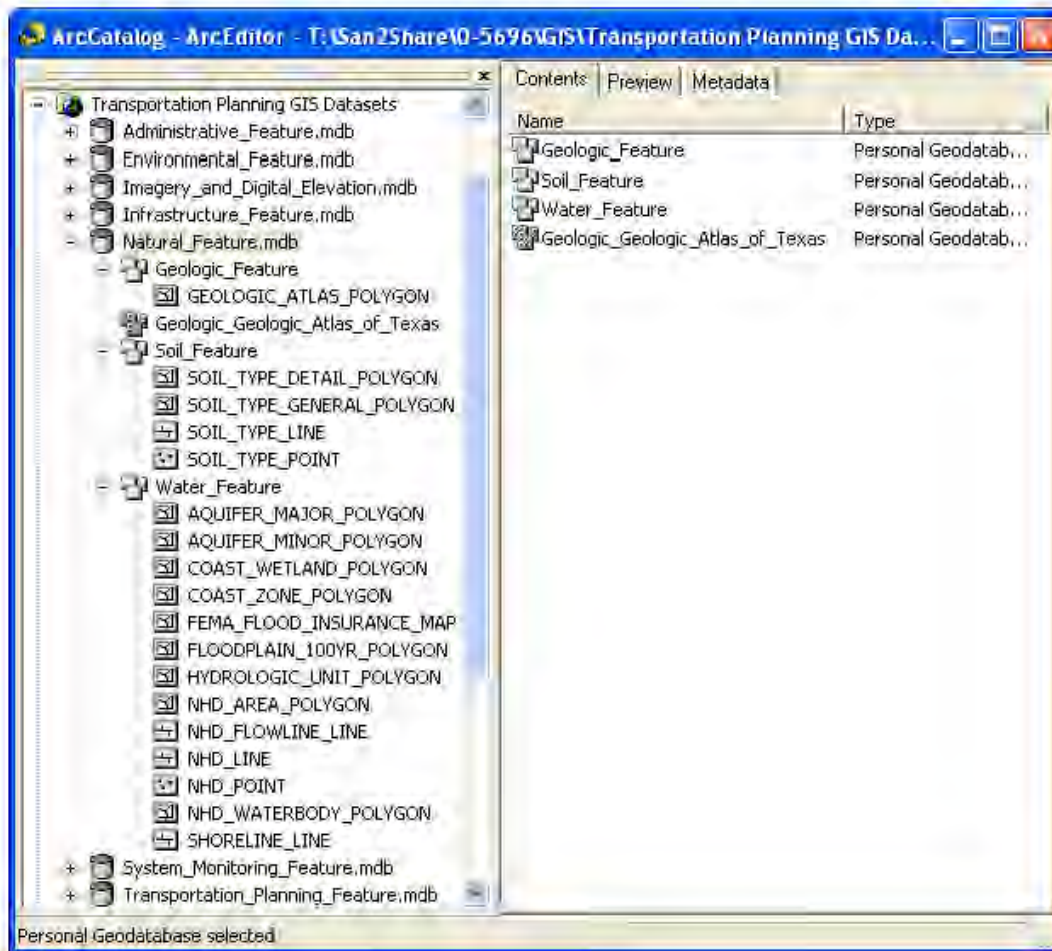 ArcCatalog - ArcEditor - T:\San2Share\0-5696\GIS\Transportation Planning GIS Da...
Transportation Planning GIS Datasets
Administrative_Feature.mdb
Environmental_Feature.mdb
Imagery_and_Digital_Elevation.mdb
Infrastructure_Feature.mdb
Natural_Feature.mdb
Geologic_Feature
GEOLOGIC_ATLAS_POLYGON
Geologic_Geologic_Atlas_of_Texas
Soil_Feature
SOIL_TYPE_DETAIL_POLYGON
SOIL_TYPE_GENERAL_POLYGON
SOIL_TYPE_LINE
SOIL_TYPE_POINT
Water_Feature
AQUIFER_MAJOR_POLYGON
AQUIFER_MINOR_POLYGON
COAST_WETLAND_POLYGON
COAST_ZONE_POLYGON
FEMA_FLOOD_INSURANCE_MAP
FLOODPLAIN_100YR_POLYGON
HYDROLOGIC_UNIT_POLYGON
NHD_AREA_POLYGON
NHD_FLOWLINE_LINE
NHD_LINE
NHD_POINT
NHD_WATERBODY_POLYGON
SHORELINE_LINE
System_Monitoring_Feature.mdb
Transportation_Planning_Feature.mdb
Contents Preview Metadata
Name Type
Geologic_Feature Personal Geodatab...
Soil_Feature Personal Geodatab...
Water_Feature Personal Geodatab...
Geologic_Geologic_Atlas_of_Texas Personal Geodatab...
Personal Geodatabase selected